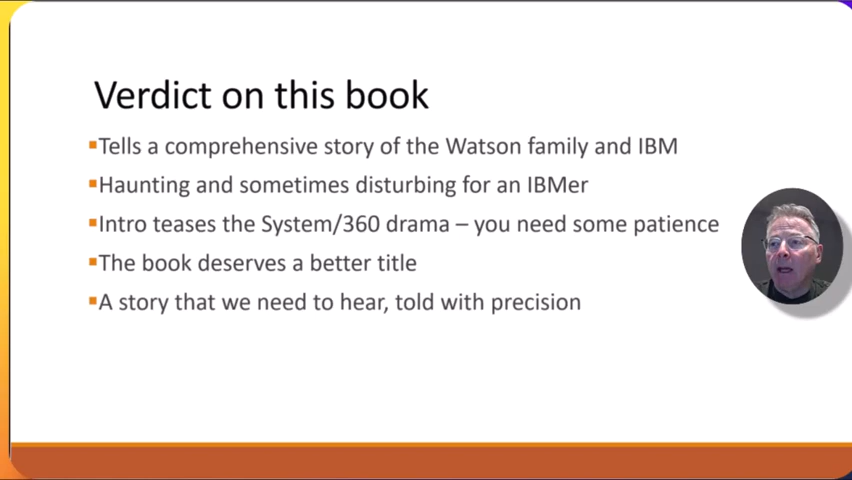 Verdict on this book
▪Tells a comprehensive story of the Watson family and IBM
▪Haunting and sometimes disturbing for an IBMer
▪Intro teases the System/360 drama – you need some patience
▪The book deserves a better title
▪A story that we need to hear, told with precision